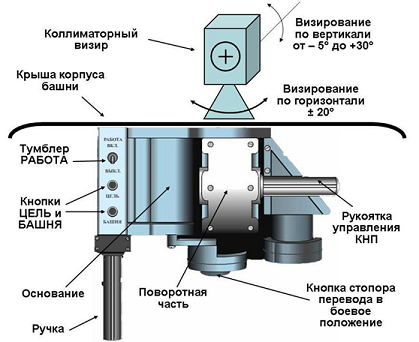 Коллиматорный
визир
Визирование
по вертикали
от – 5° до +30°
Крыша корпуса
башни
Визирование
по горизонтали
± 20°
Тумблер
РАБОТА
РАБОТА
ВКЛ.
ВЫКЛ.
Кнопки
ЦЕЛЬ и
БАШНЯ
ЦЕЛЬ
БАШНЯ
Рукоятка
управления
КНП
Основание
Поворотная
часть
Кнопка стопора
перевода в
боевое
положение
Ручка